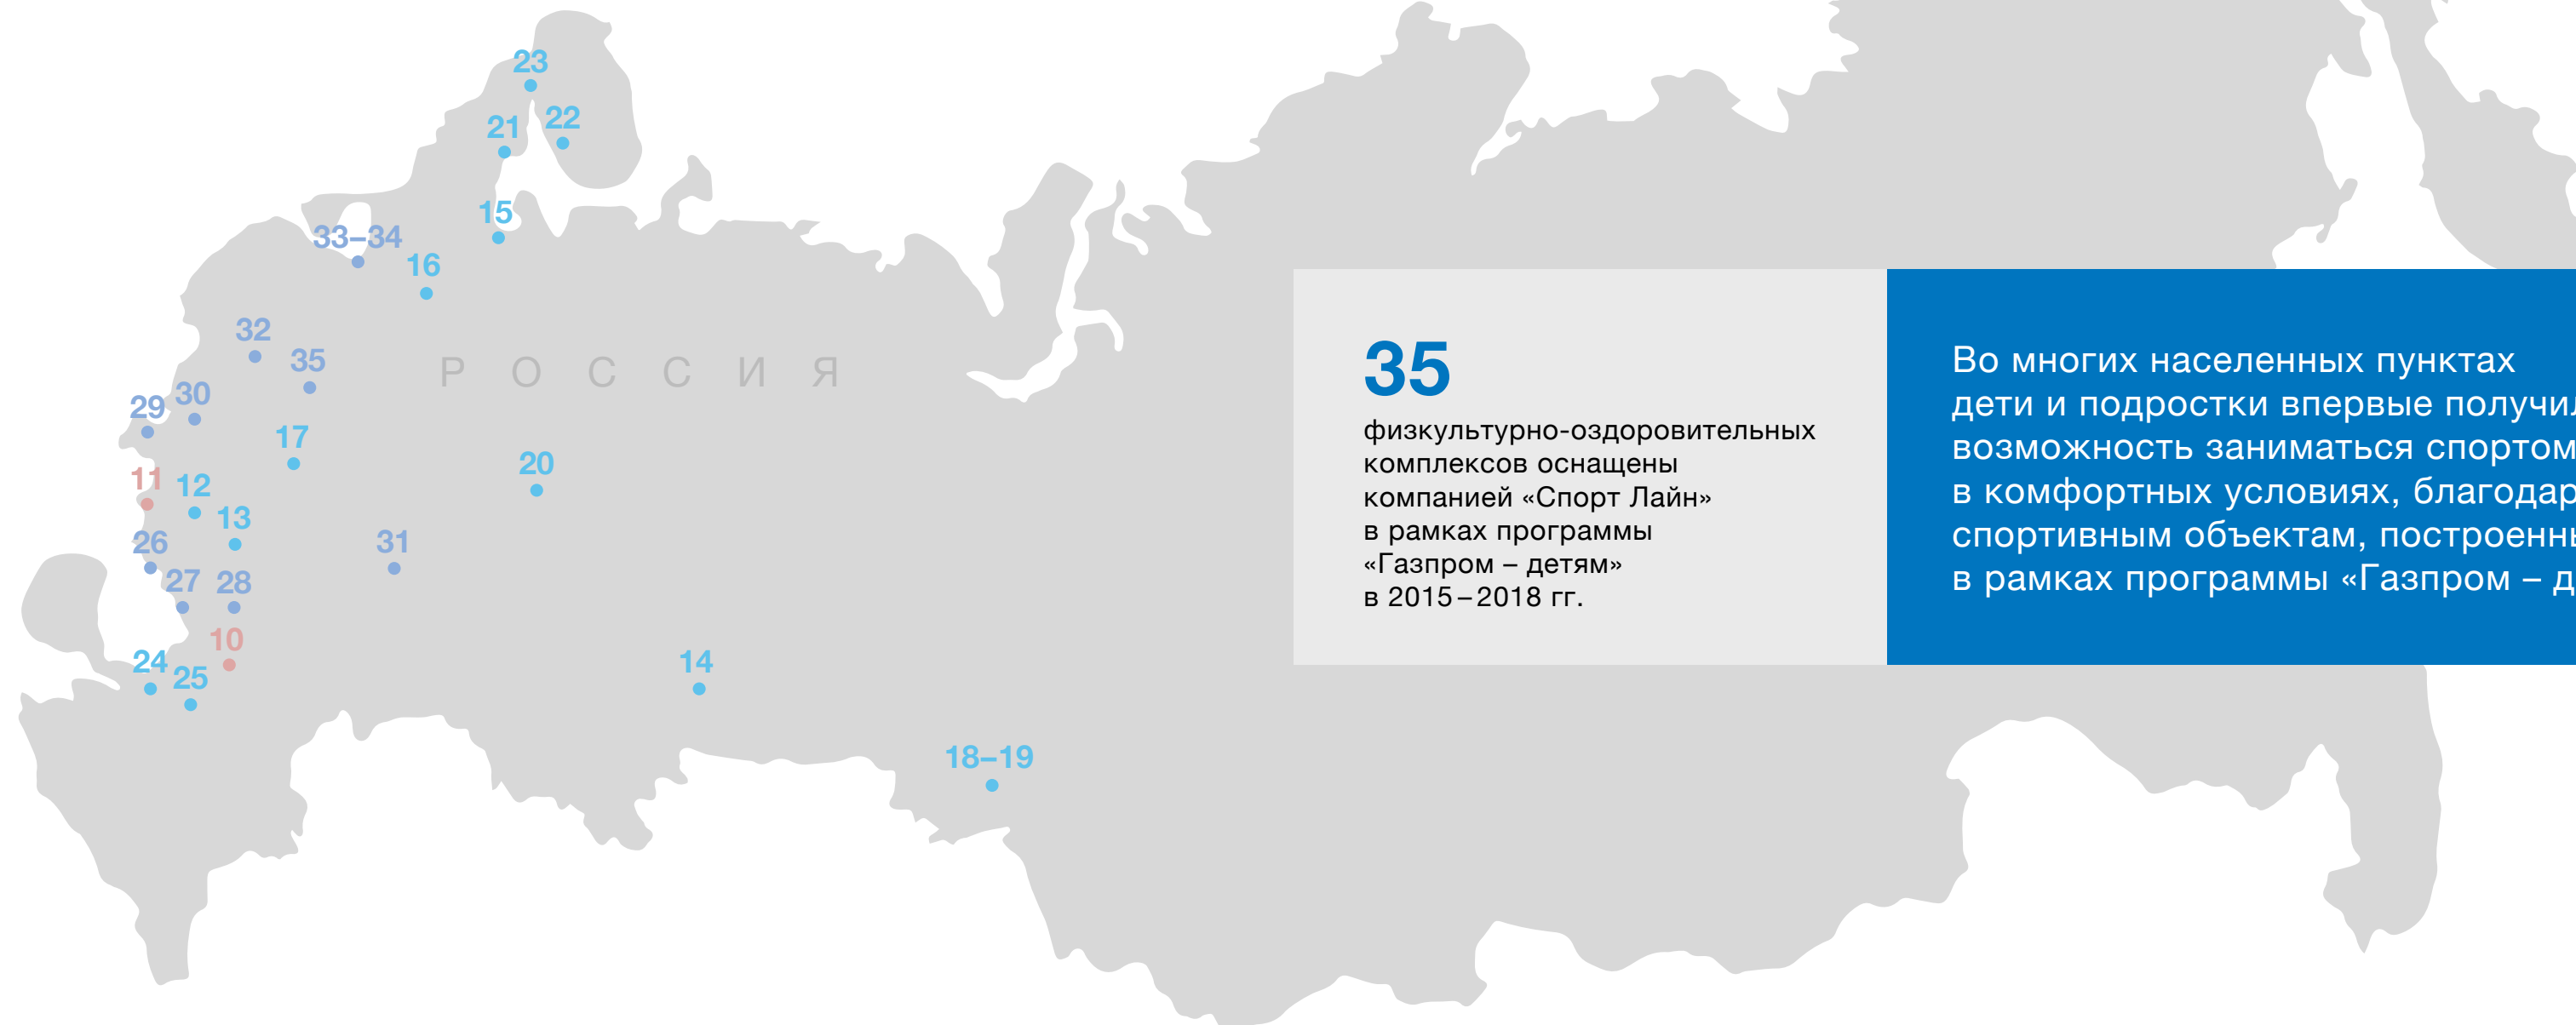 23
22
21
15
33–34
16
32
35
РОССИЯ
30
29
17
20
11
12
13
26
31
27
28
10
24
25
14
18–19
35
физкультурно-оздоровительных
комплексов оснащены
компанией «Спорт Лайн»
в рамках программы
«Газпром – детям»
в 2015–2018 гг.
Во многих населенных пунктах
дети и подростки впервые
возможность заниматься спортом
в комфортных условиях,
спортивным объектам,
в рамках программы «Газпром –